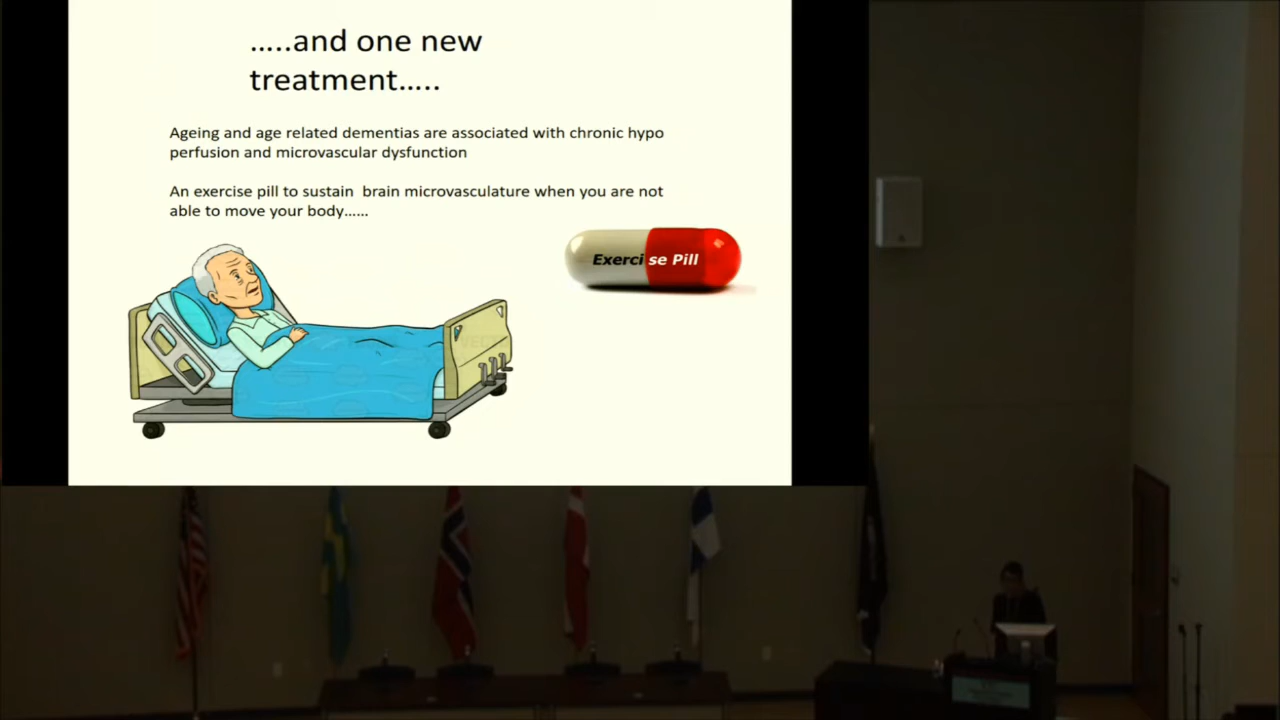 …..and one new
treatment…..
Ageing and age related dementias are associated with chronic hypo
perfusion and microvascular dysfunction
An exercise pill to sustain  brain microvasculature when you are not
able to move your body……
Exercise Pill